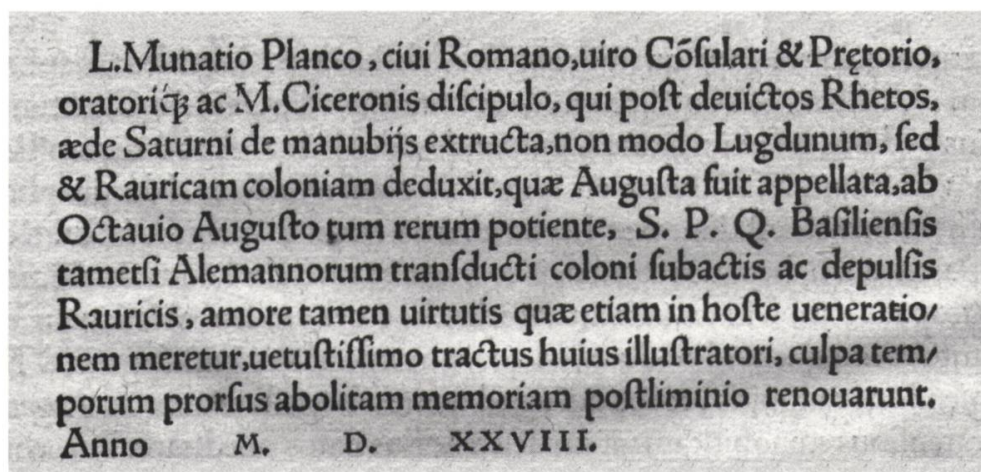 L.Munatio Planco, ciui Romano, uiro Cõſulari & Prętorio,
oratoriq́ꝫ ac M.Ciceronis diſcipulo, qui poſt deuictos Rhetos,
æde Saturni de manubijs extructa, non modo Lugdunum, ſed
& Rauricam coloniam deduxit, quæ Auguſta fuit appellata, ab
Octauio Auguſto tum rerum potiente, S. P. Q. Baſilienſis
tametſi Alemannorum tranſducti coloni ſubactis ac depulſis
Rauricis, amore tamen uirtutis quæ etiam in hoſte ueneratio/
nem meretur, uetuſtiſſimo tractus huius illuſtratori, culpa tem/
porum prorſus abolitam memoriam poſtliminio renouarunt.
Anno M. D. XXVIII.